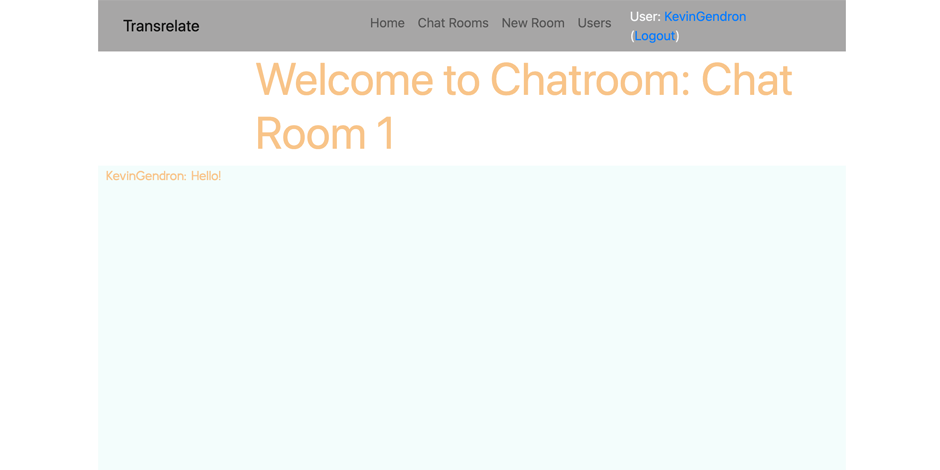 Transrelate
Home Chat Rooms New Room Users
User: KevinGendron
(Logout)
Welcome to Chatroom: Chat
Room 1
KevinGendron: Hello!